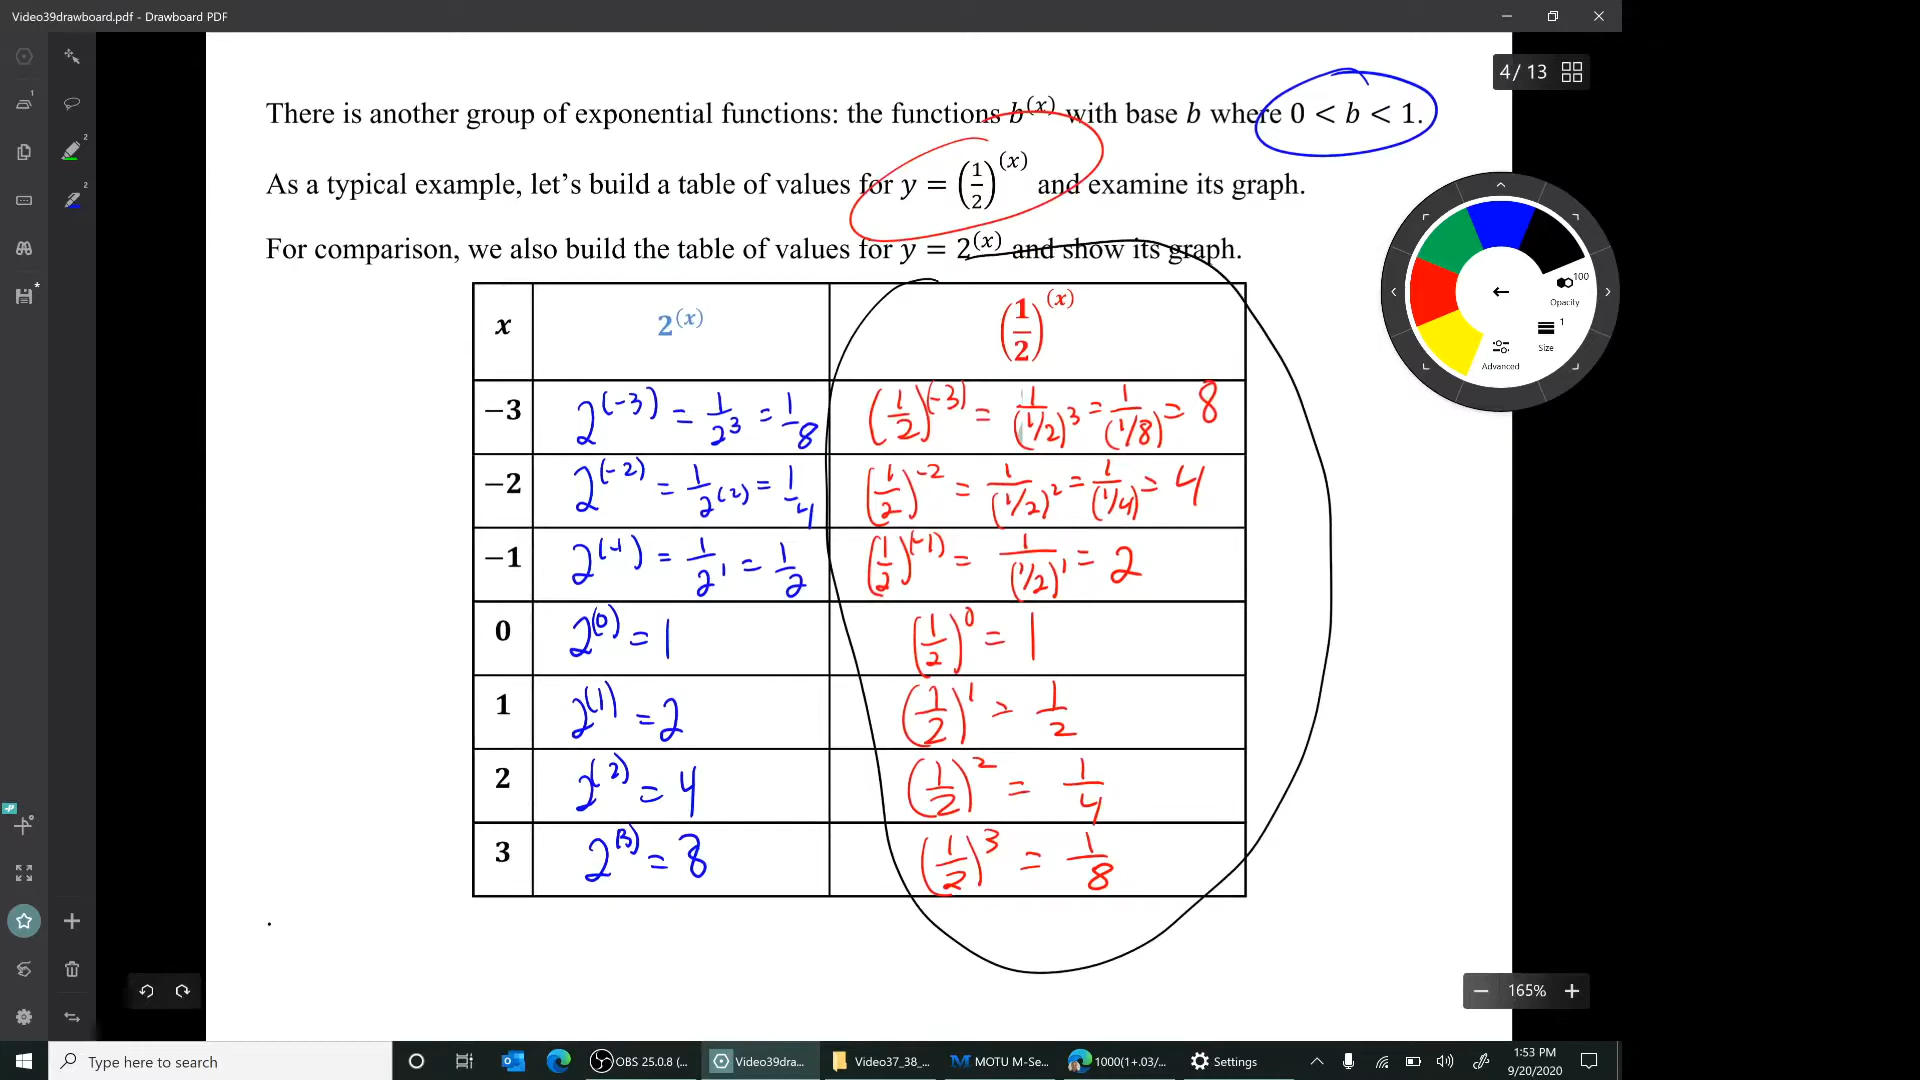 Video39drawboard.pdf - Drawboard PDF
4 / 13
There is another group of exponential functions: the functions b^(x) with base b where 0 < b < 1.
As a typical example, let's build a table of values for y = (1/2)^(x) and examine its graph.
For comparison, we also build the table of values for y = 2^(x) and show its graph.
x 2^(x) (1/2)^(x)
−3 2^(-3) = 1/2^3 = 1/8 (1/2)^(-3) = 1/(1/2)^3 = 1/(1/8) = 8
−2 2^(-2) = 1/2^(2) = 1/4 (1/2)^-2 = 1/(1/2)^2 = 1/(1/4) = 4
−1 2^(-1) = 1/2^1 = 1/2 (1/2)^(-1) = 1/(1/2)^1 = 2
0 2^(0) = 1 (1/2)^0 = 1
1 2^(1) = 2 (1/2)^1 = 1/2
2 2^(2) = 4 (1/2)^2 = 1/4
3 2^(3) = 8 (1/2)^3 = 1/8
.
100
Opacity
1
Size
Advanced
165%
Type here to search
OBS 25.0.8 (...
Video39dra...
Video37_38_...
MOTU M-Se...
1000(1+.03/...
Settings
1:53 PM
9/20/2020